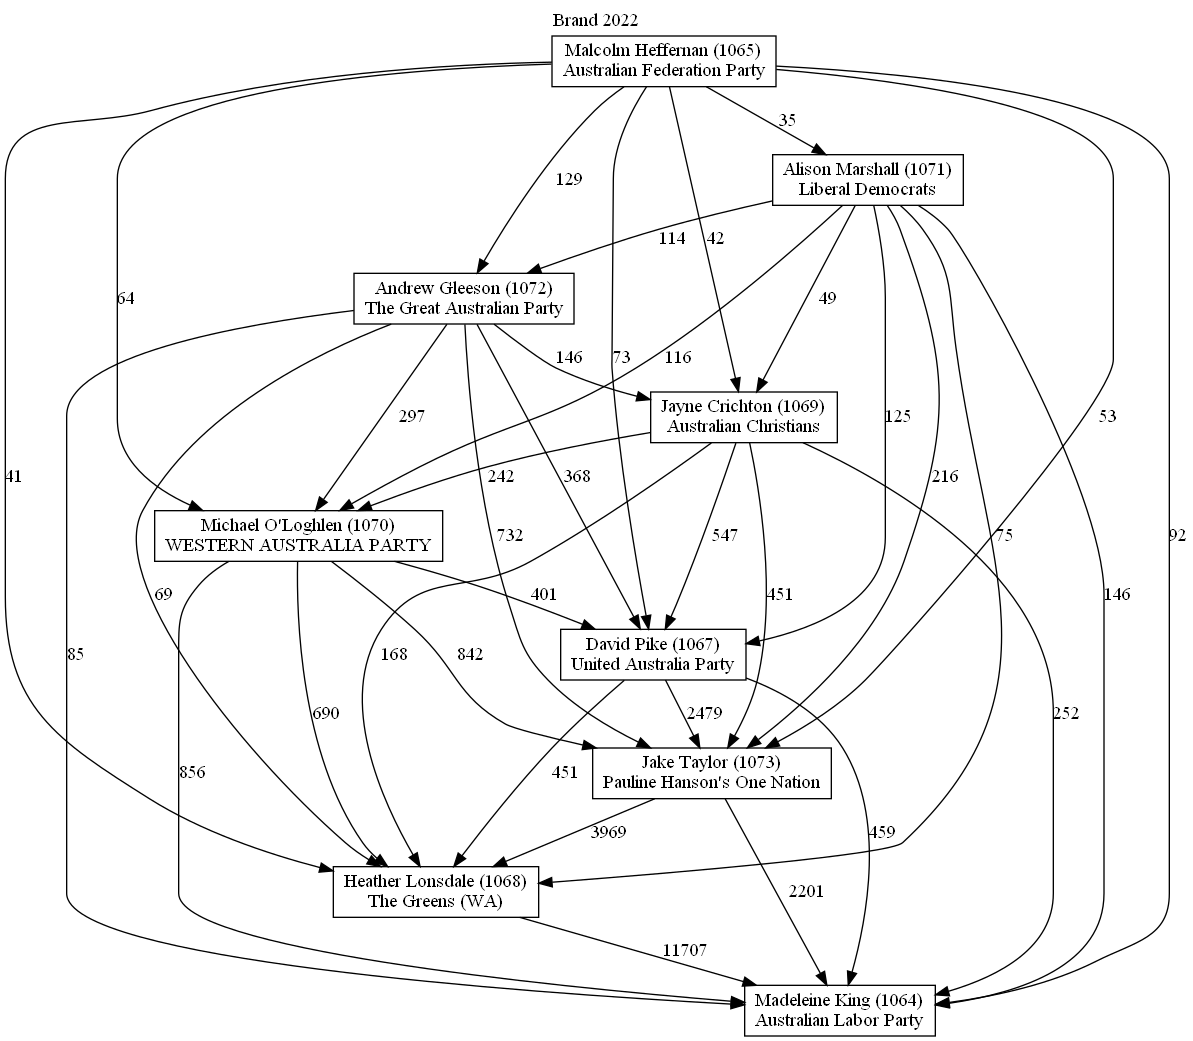 Brand 2022
Malcolm Heffernan (1065)
Australian Federation Party
35
Alison Marshall (1071)
Liberal Democrats
129
114
42
Andrew Gleeson (1072)
The Great Australian Party
64
49
146
73
116
Jayne Crichton (1069)
Australian Christians
297
125
53
41
242
368
216
92
Michael O'Loghlen (1070)
WESTERN AUSTRALIA PARTY
732
547
75
69
401
451
146
David Pike (1067)
United Australia Party
85
168
842
690
2479
252
Jake Taylor (1073)
Pauline Hanson's One Nation
856
451
3969
459
Heather Lonsdale (1068)
The Greens (WA)
2201
11707
Madeleine King (1064)
Australian Labor Party